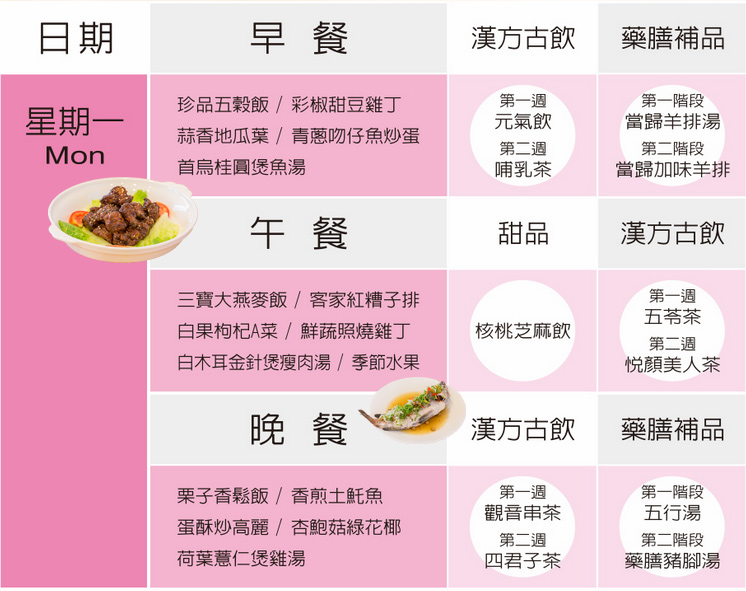 日期
早 餐
漢方古飲
藥膳補品
星期一
Mon
珍品五穀飯 / 彩椒甜豆雞丁
蒜香地瓜葉 / 青蔥吻仔魚炒蛋
首烏桂圓煲魚湯
第一週
元氣飲
第二週
哺乳茶
第一階段
當歸羊排湯
第二階段
當歸加味羊排
午 餐
甜品
漢方古飲
三寶大燕麥飯 / 客家紅糟子排
白果枸杞A菜 / 鮮蔬照燒雞丁
白木耳金針煲瘦肉湯 / 季節水果
核桃芝麻飲
第一週
五苓茶
第二週
悅顏美人茶
晚 餐
漢方古飲
藥膳補品
栗子香鬆飯 / 香煎土魠魚
蛋酥炒高麗 / 杏鮑菇綠花椰
荷葉薏仁煲雞湯
第一週
觀音串茶
第二週
四君子茶
第一階段
五行湯
第二階段
藥膳豬腳湯